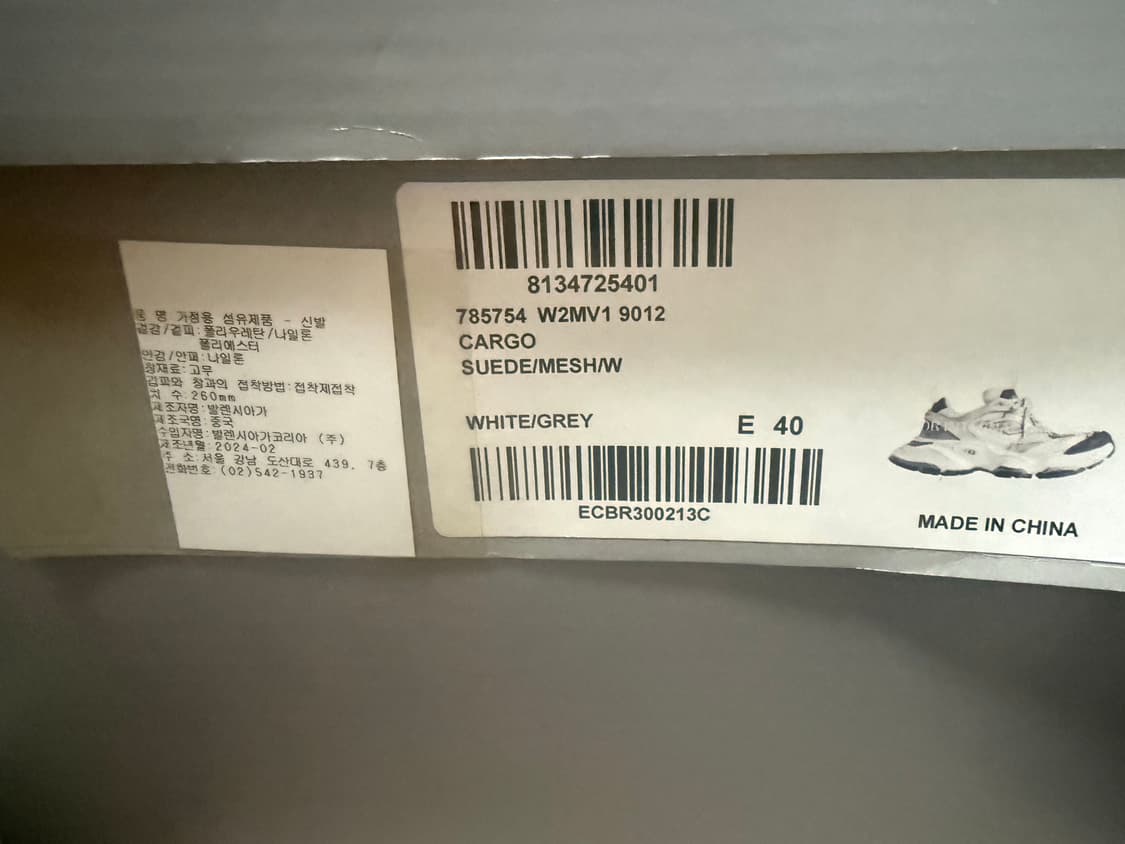 품 명 가정용 섬유제품 - 신발
겉감/겉피:폴리우레탄/나일론
폴리에스터
안감/안피:나일론
창재료:고무
겉피와 창과의 접착방법:접착제접착
치 수:260mm
제조자명:발렌시아가
제조국명:중국
수입자명:발렌시아가코리아 (주)
제조년월:2024-02
주 소:서울 강남 도산대로 439, 7층
전화번호:(02)542-1937
8134725401
785754 W2MV1 9012
CARGO
SUEDE/MESH/W
WHITE/GREY E 40
ECBR300213C
MADE IN CHINA